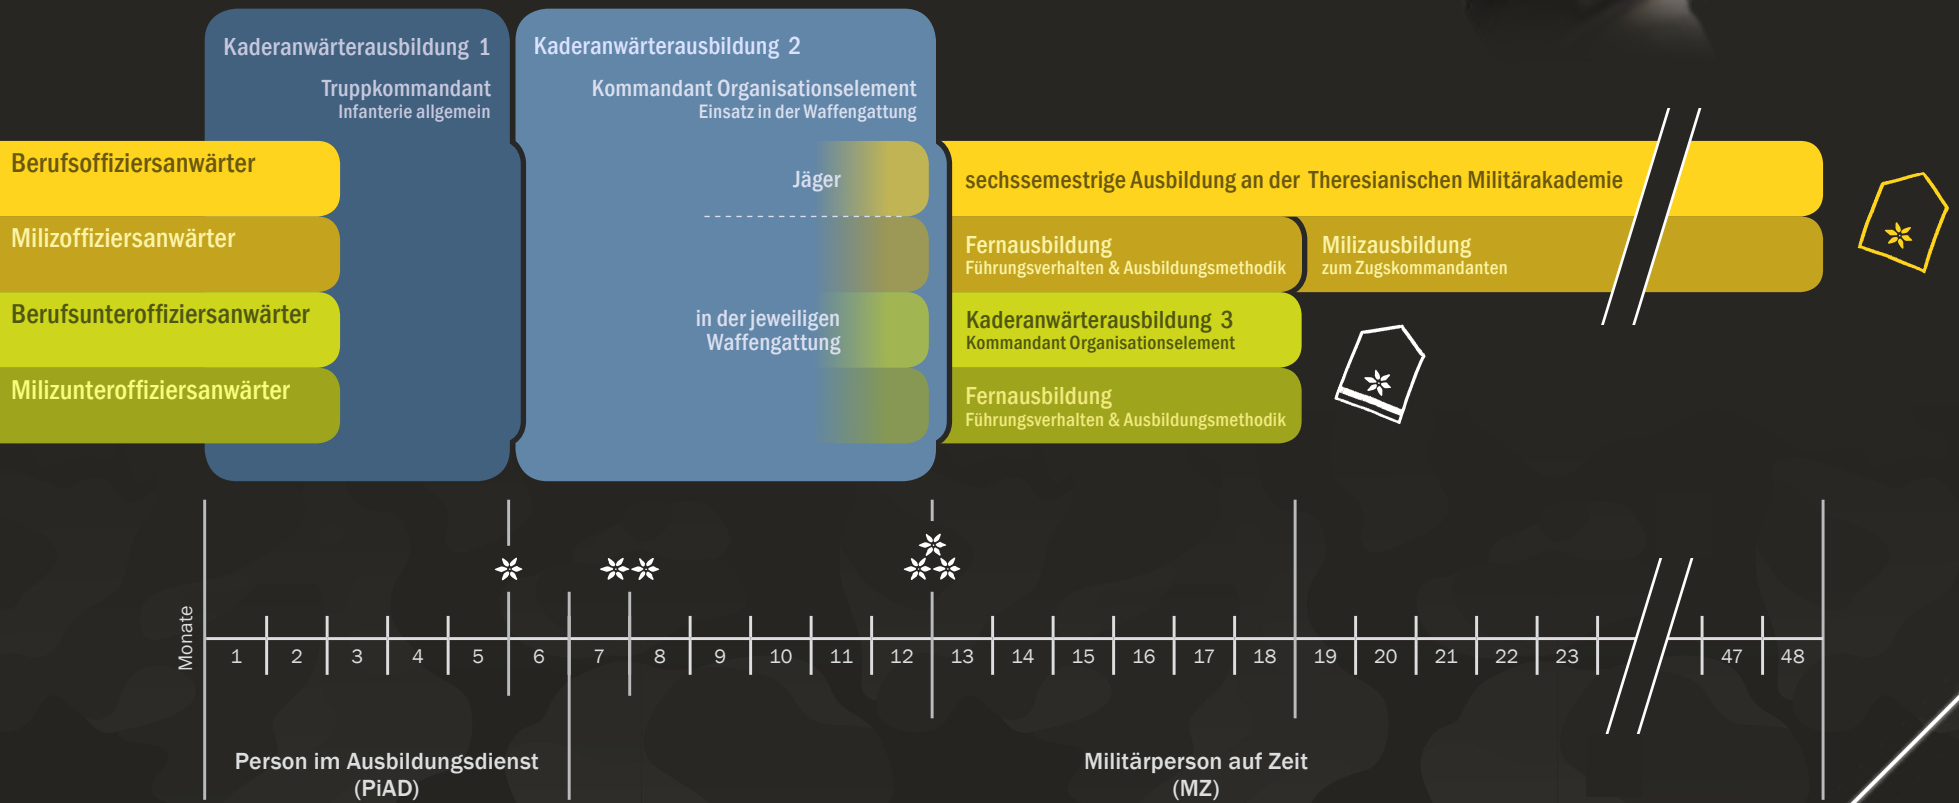 Kaderanwärterausbildung 1
Truppkommandant
Infanterie allgemein
Kaderanwärterausbildung 2
Kommandant Organisationselement
Einsatz in der Waffengattung
Berufsoffiziersanwärter
Jäger
sechssemestrige Ausbildung an der Theresianischen Militärakademie
Milizoffiziersanwärter
Fernausbildung
Führungsverhalten & Ausbildungsmethodik
Milizausbildung
zum Zugskommandanten
Berufsunteroffiziersanwärter
in der jeweiligen
Waffengattung
Kaderanwärterausbildung 3
Kommandant Organisationselement
Milizunteroffiziersanwärter
Fernausbildung
Führungsverhalten & Ausbildungsmethodik
Monate
1 2 3 4 5 6 7 8 9 10 11 12 13 14 15 16 17 18 19 20 21 22 23 47 48
Person im Ausbildungsdienst
(PiAD)
Militärperson auf Zeit
(MZ)